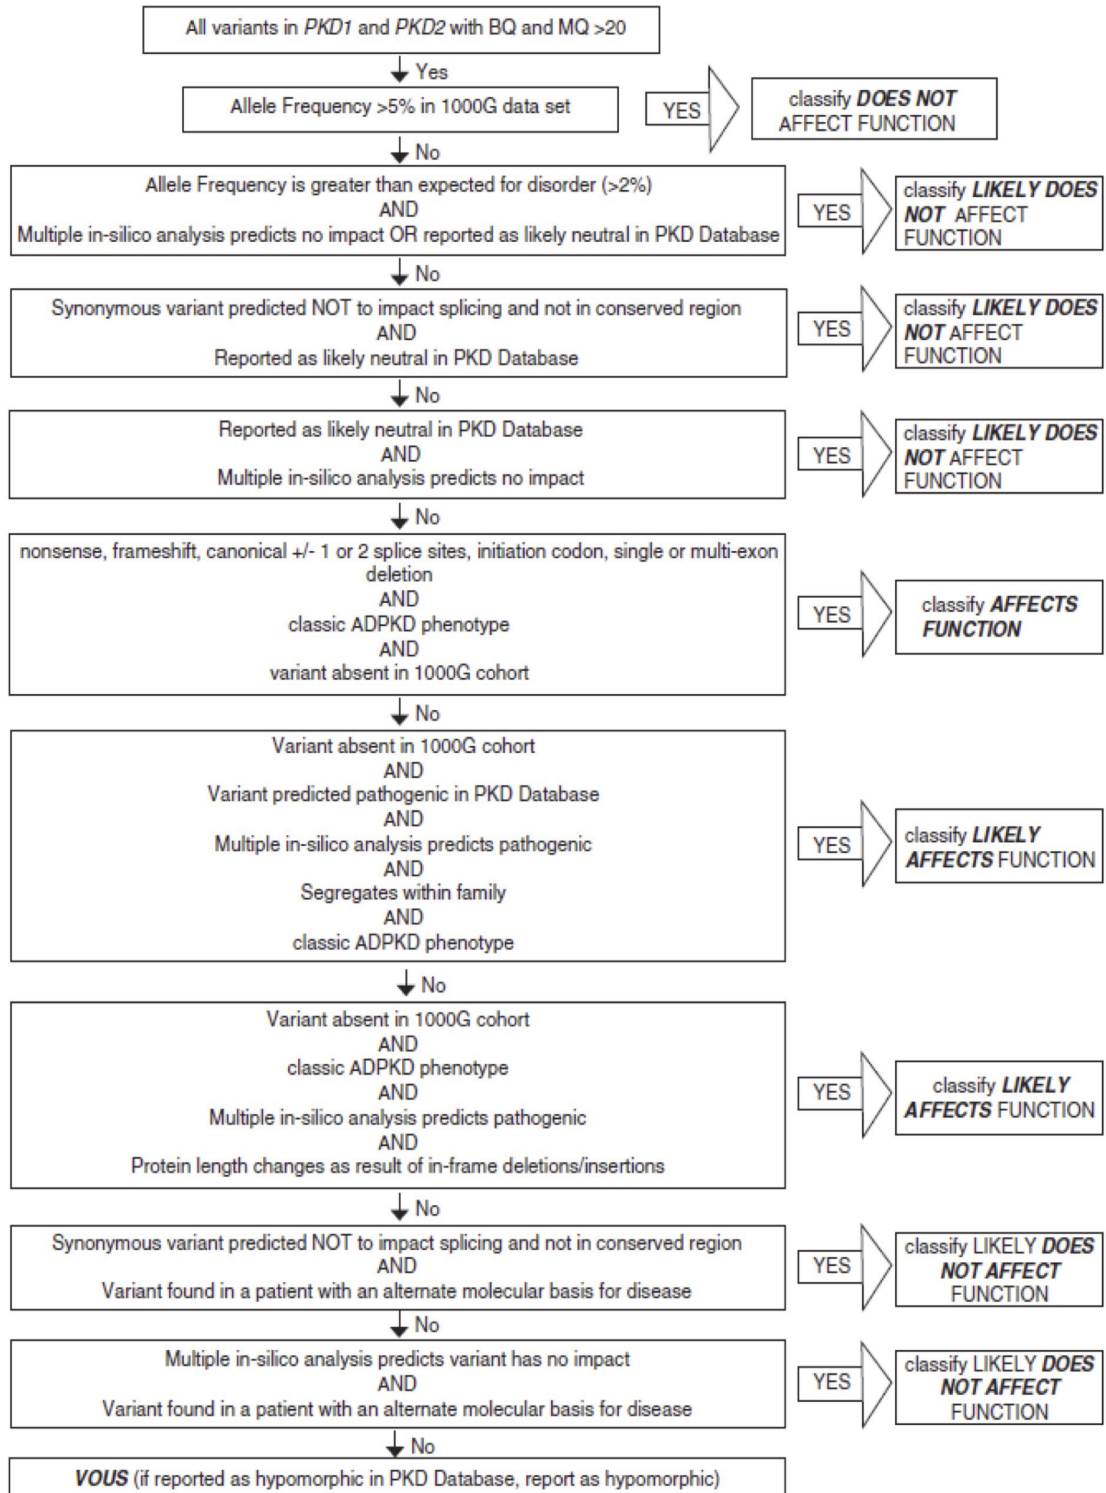 All variants in PKD1 and PKD2 with BQ and MQ >20
Yes
Allele Frequency >5% in 1000G data set
YES
classify DOES NOT
AFFECT FUNCTION
No
Allele Frequency is greater than expected for disorder (>2%)
AND
Multiple in-silico analysis predicts no impact OR reported as likely neutral in PKD Database
YES
classify LIKELY DOES
NOT AFFECT
FUNCTION
No
Synonymous variant predicted NOT to impact splicing and not in conserved region
AND
Reported as likely neutral in PKD Database
YES
classify LIKELY DOES
NOT AFFECT
FUNCTION
No
Reported as likely neutral in PKD Database
AND
Multiple in-silico analysis predicts no impact
YES
classify LIKELY DOES
NOT AFFECT
FUNCTION
No
nonsense, frameshift, canonical +/- 1 or 2 splice sites, initiation codon, single or multi-exon
deletion
AND
classic ADPKD phenotype
AND
variant absent in 1000G cohort
YES
classify AFFECTS
FUNCTION
No
Variant absent in 1000G cohort
AND
Variant predicted pathogenic in PKD Database
AND
Multiple in-silico analysis predicts pathogenic
AND
Segregates within family
AND
classic ADPKD phenotype
YES
classify LIKELY
AFFECTS FUNCTION
No
Variant absent in 1000G cohort
AND
classic ADPKD phenotype
AND
Multiple in-silico analysis predicts pathogenic
AND
Protein length changes as result of in-frame deletions/insertions
YES
classify LIKELY
AFFECTS FUNCTION
No
Synonymous variant predicted NOT to impact splicing and not in conserved region
AND
Variant found in a patient with an alternate molecular basis for disease
YES
classify LIKELY DOES
NOT AFFECT
FUNCTION
No
Multiple in-silico analysis predicts variant has no impact
AND
Variant found in a patient with an alternate molecular basis for disease
YES
classify LIKELY DOES
NOT AFFECT
FUNCTION
No
VOUS (if reported as hypomorphic in PKD Database, report as hypomorphic)